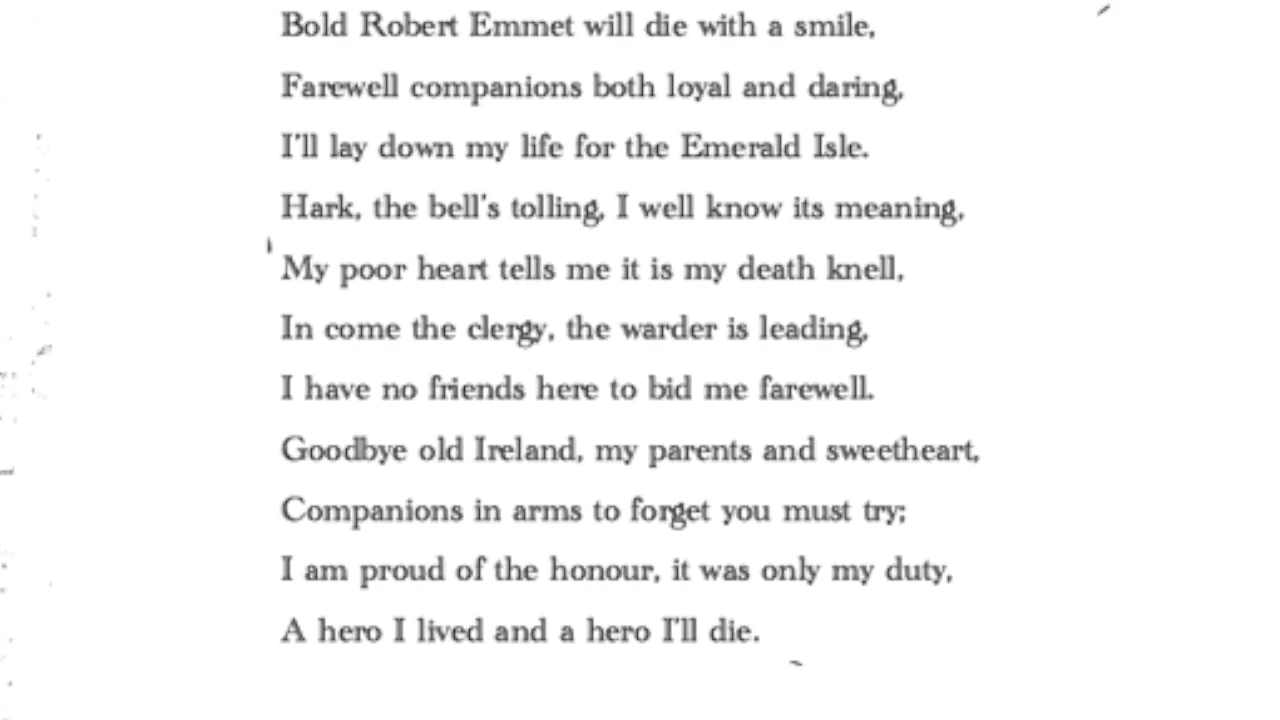 Bold Robert Emmet will die with a smile,
Farewell companions both loyal and daring,
I'll lay down my life for the Emerald Isle.
Hark, the bell's tolling, I well know its meaning,
My poor heart tells me it is my death knell,
In come the clergy, the warder is leading,
I have no friends here to bid me farewell.
Goodbye old Ireland, my parents and sweetheart,
Companions in arms to forget you must try;
I am proud of the honour, it was only my duty,
A hero I lived and a hero I'll die.